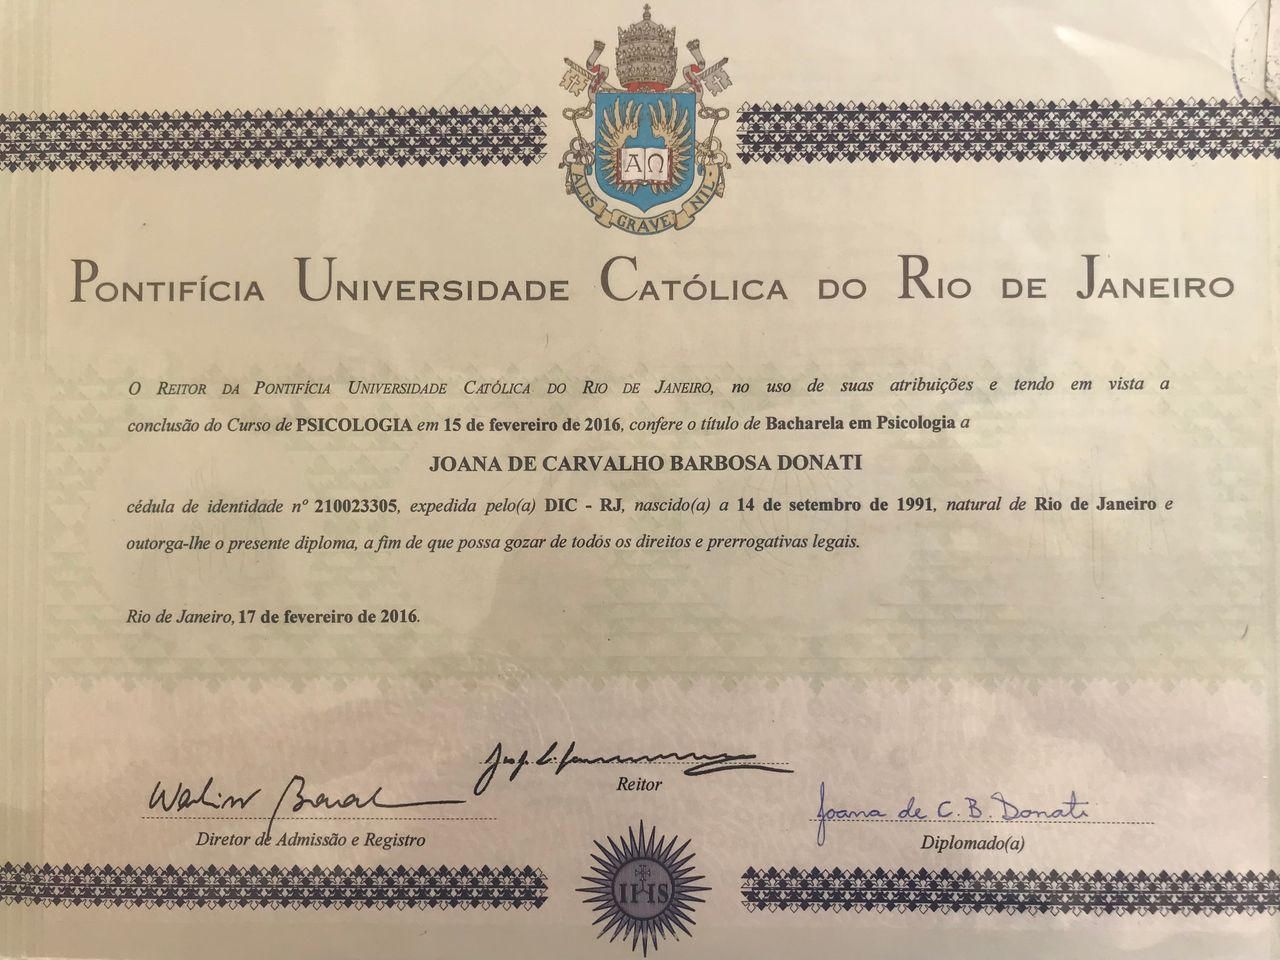 ALIS GRAVE NIL
Α Ω
PONTIFÍCIA UNIVERSIDADE CATÓLICA DO RIO DE JANEIRO
O REITOR DA PONTIFÍCIA UNIVERSIDADE CATÓLICA DO RIO DE JANEIRO, no uso de suas atribuições e tendo em vista a
conclusão do Curso de PSICOLOGIA em 15 de fevereiro de 2016, confere o título de Bacharela em Psicologia a
JOANA DE CARVALHO BARBOSA DONATI
cédula de identidade nº 210023305, expedida pelo(a) DIC - RJ, nascido(a) a 14 de setembro de 1991, natural de Rio de Janeiro e
outorga-lhe o presente diploma, a fim de que possa gozar de todos os direitos e prerrogativas legais.
Rio de Janeiro, 17 de fevereiro de 2016.
Reitor
Diretor de Admissão e Registro
Joana de C. B. Donati
Diplomado(a)
IHS